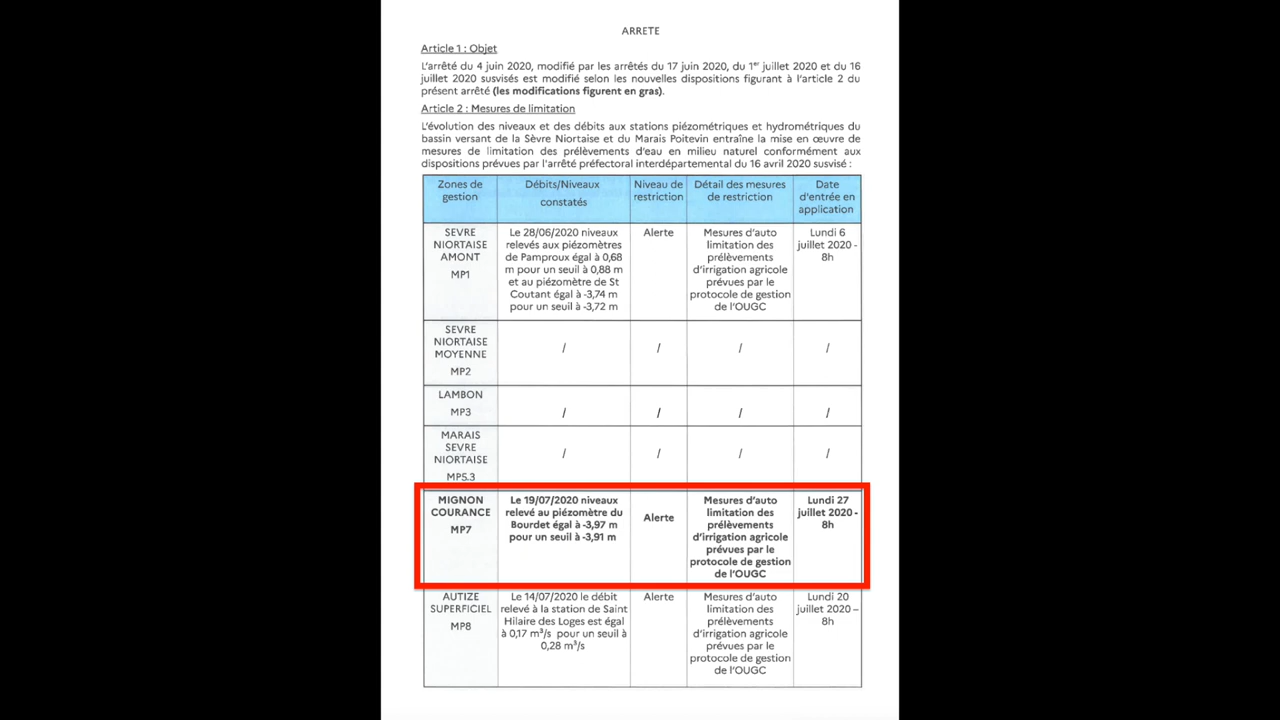 ARRETE
Article 1 : Objet
L'arrêté du 4 juin 2020, modifié par les arrêtés du 17 juin 2020, du 1er juillet 2020 et du 16
juillet 2020 susvisés est modifié selon les nouvelles dispositions figurant à l'article 2 du
présent arrêté (les modifications figurent en gras).
Article 2 : Mesures de limitation
L'évolution des niveaux et des débits aux stations piézométriques et hydrométriques du
bassin versant de la Sèvre Niortaise et du Marais Poitevin entraîne la mise en œuvre de
mesures de limitation des prélèvements d'eau en milieu naturel conformément aux
dispositions prévues par l'arrêté préfectoral interdépartemental du 16 avril 2020 susvisé :
Zones de
gestion
Débits/Niveaux
constatés
Niveau de
restriction
Détail des mesures
de restriction
Date
d'entrée en
application
SEVRE
NIORTAISE
AMONT
MP1
Le 28/06/2020 niveaux
relevés aux piézomètres
de Pamproux égal à 0,68
m pour un seuil à 0,88 m
et au piézomètre de St
Coutant égal à -3,74 m
pour un seuil à -3,72 m
Alerte
Mesures d'auto
limitation des
prélèvements
d'irrigation agricole
prévues par le
protocole de gestion
de l'OUGC
Lundi 6
juillet 2020 -
8h
SEVRE
NIORTAISE
MOYENNE
MP2
/
/
/
/
LAMBON
MP3
/
/
/
/
MARAIS
SEVRE
NIORTAISE
MP5.3
/
/
/
/
MIGNON
COURANCE
MP7
Le 19/07/2020 niveaux
relevé au piézomètre du
Bourdet égal à -3,97 m
pour un seuil à -3,91 m
Alerte
Mesures d'auto
limitation des
prélèvements
d'irrigation agricole
prévues par le
protocole de gestion
de l'OUGC
Lundi 27
juillet 2020 -
8h
AUTIZE
SUPERFICIEL
MP8
Le 14/07/2020 le débit
relevé à la station de Saint
Hilaire des Loges est égal
à 0,17 m³/s pour un seuil à
0,28 m³/s
Alerte
Mesures d'auto
limitation des
prélèvements
d'irrigation agricole
prévues par le
protocole de gestion
de l'OUGC
Lundi 20
juillet 2020 –
8h